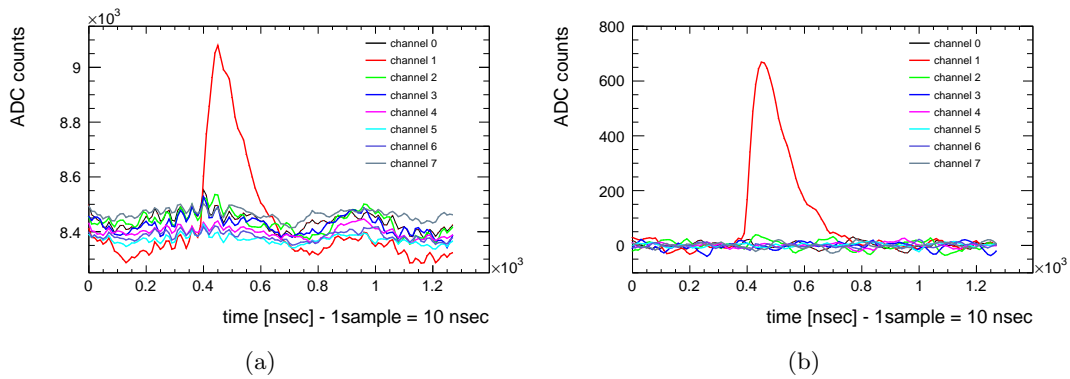 ×10³
ADC counts
9
8.8
8.6
8.4
channel 0
channel 1
channel 2
channel 3
channel 4
channel 5
channel 6
channel 7
0 0.2 0.4 0.6 0.8 1 1.2
×10³
time [nsec] - 1sample = 10 nsec
(a)
ADC counts
800
600
400
200
0
channel 0
channel 1
channel 2
channel 3
channel 4
channel 5
channel 6
channel 7
0 0.2 0.4 0.6 0.8 1 1.2
×10³
time [nsec] - 1sample = 10 nsec
(b)